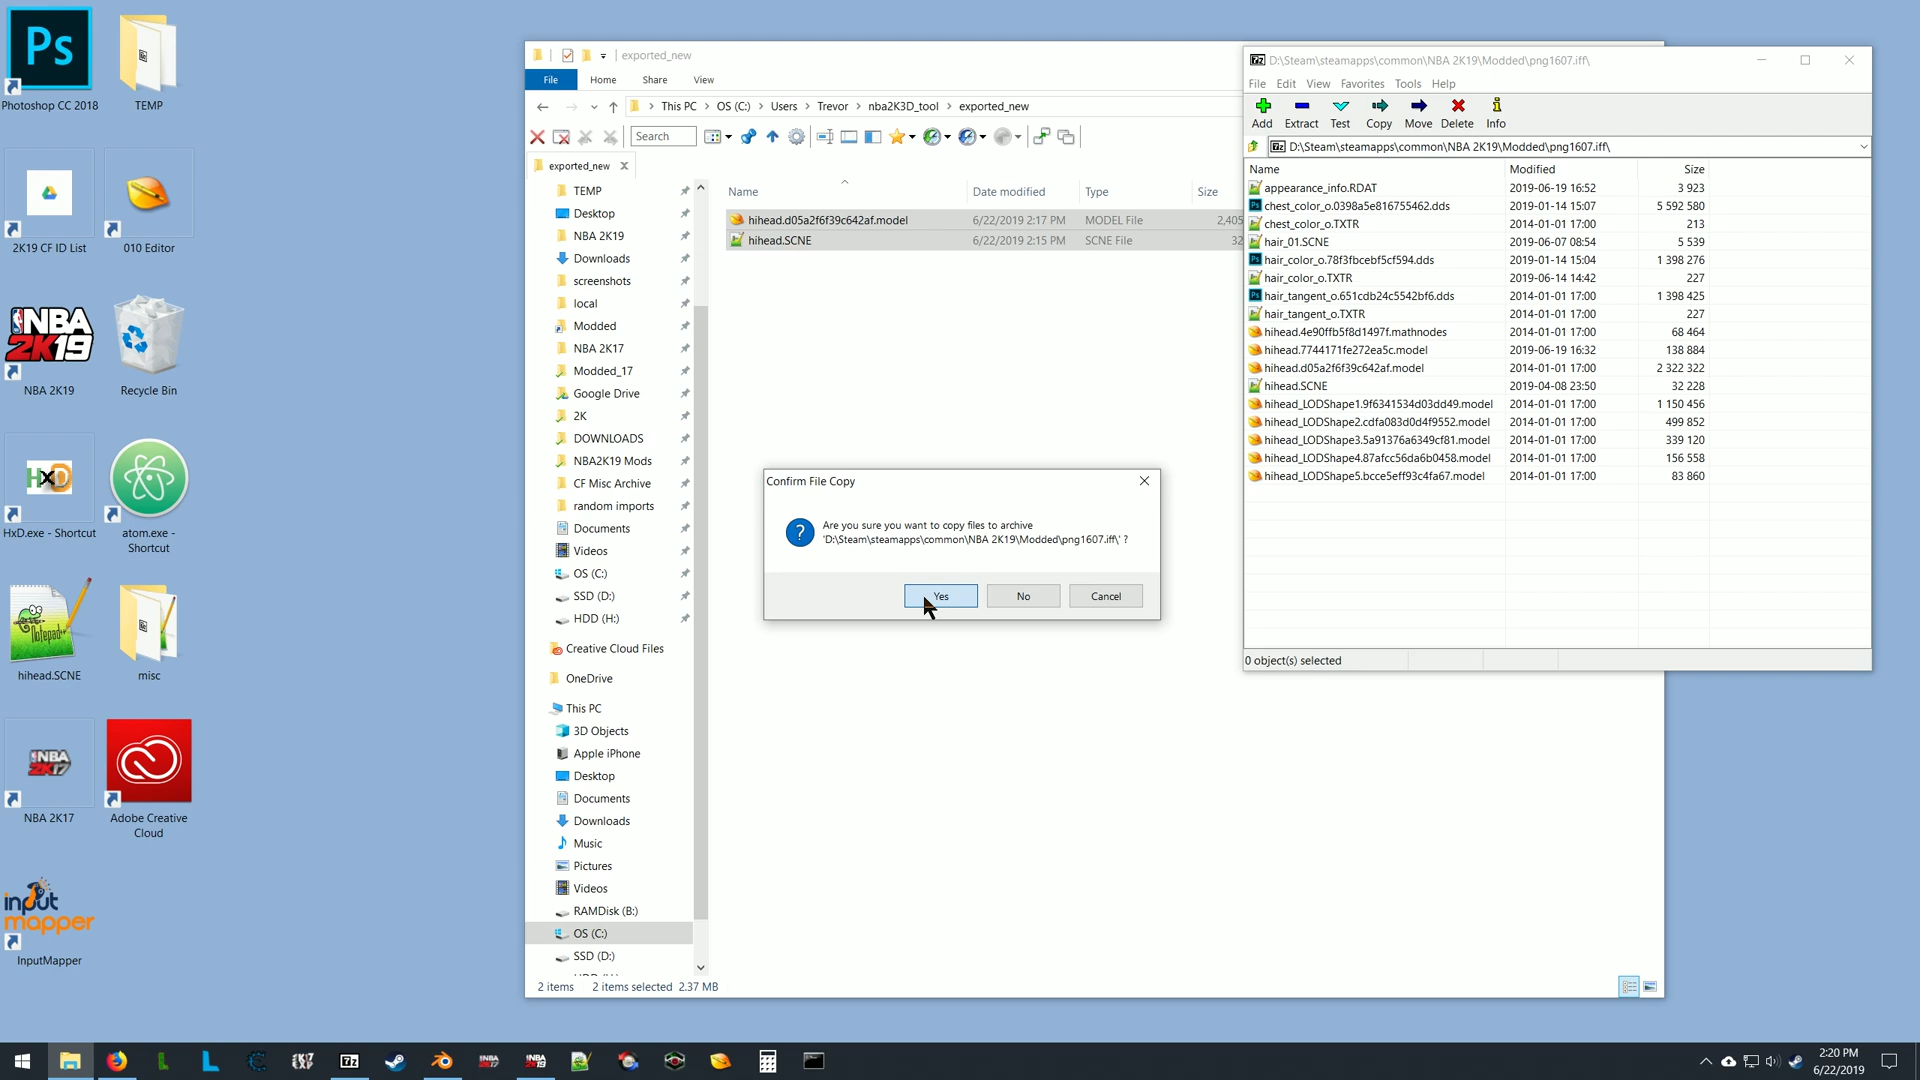 Ps
Photoshop CC 2018
TEMP
2K19 CF ID List
010 Editor
NBA
2K19
NBA 2K19
Recycle Bin
HxD
HxD.exe - Shortcut
atom.exe -
Shortcut
Notepad++
hihead.SCNE
misc
NBA
2K17
NBA 2K17
Adobe Creative
Cloud
input
mapper
InputMapper
exported_new
File
Home
Share
View
This PC
OS (C:)
Users
Trevor
nba2K3D_tool
exported_new
Search
exported_new
TEMP
Desktop
NBA 2K19
Downloads
screenshots
local
Modded
NBA 2K17
Modded_17
Google Drive
2K
DOWNLOADS
NBA2K19 Mods
CF Misc Archive
random imports
Documents
Videos
OS (C:)
SSD (D:)
HDD (H:)
Creative Cloud Files
OneDrive
This PC
3D Objects
Apple iPhone
Desktop
Documents
Downloads
Music
Pictures
Videos
RAMDisk (B:)
OS (C:)
SSD (D:)
Name Date modified Type Size
hihead.d05a2f6f39c642af.model 6/22/2019 2:17 PM MODEL File 2,405
hihead.SCNE 6/22/2019 2:15 PM SCNE File 32
2 items 2 items selected 2.37 MB
Confirm File Copy
Are you sure you want to copy files to archive
'D:\Steam\steamapps\common\NBA 2K19\Modded\png1607.iff\' ?
Yes
No
Cancel
D:\Steam\steamapps\common\NBA 2K19\Modded\png1607.iff\
File Edit View Favorites Tools Help
Add Extract Test Copy Move Delete Info
D:\Steam\steamapps\common\NBA 2K19\Modded\png1607.iff\
Name Modified Size
appearance_info.RDAT 2019-06-19 16:52 3 923
chest_color_o.0398a5e816755462.dds 2019-01-14 15:07 5 592 580
chest_color_o.TXTR 2014-01-01 17:00 213
hair_01.SCNE 2019-06-07 08:54 5 539
hair_color_o.78f3fbcebf5cf594.dds 2019-01-14 15:04 1 398 276
hair_color_o.TXTR 2019-06-14 14:42 227
hair_tangent_o.651cdb24c5542bf6.dds 2014-01-01 17:00 1 398 425
hair_tangent_o.TXTR 2014-01-01 17:00 227
hihead.4e90ffb5f8d1497f.mathnodes 2014-01-01 17:00 68 464
hihead.7744171fe272ea5c.model 2019-06-19 16:32 138 884
hihead.d05a2f6f39c642af.model 2014-01-01 17:00 2 322 322
hihead.SCNE 2019-04-08 23:50 32 228
hihead_LODShape1.9f6341534d03dd49.model 2014-01-01 17:00 1 150 456
hihead_LODShape2.cdfa083d0d4f9552.model 2014-01-01 17:00 499 852
hihead_LODShape3.5a91376a6349cf81.model 2014-01-01 17:00 339 120
hihead_LODShape4.87afcc56da6b0458.model 2014-01-01 17:00 156 558
hihead_LODShape5.bcce5eff93c4fa67.model 2014-01-01 17:00 83 860
0 object(s) selected
2:20 PM
6/22/2019